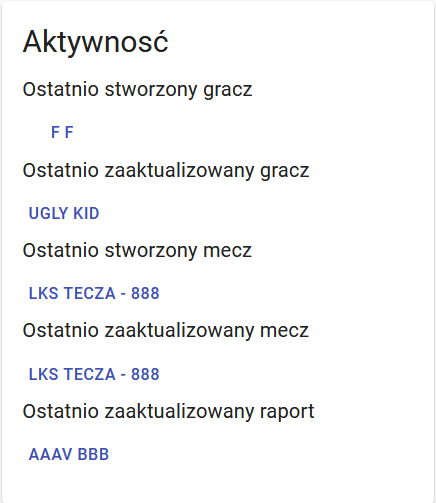 Aktywność
Ostatnio stworzony gracz
F F
Ostatnio zaaktualizowany gracz
UGLY KID
Ostatnio stworzony mecz
LKS TECZA - 888
Ostatnio zaaktualizowany mecz
LKS TECZA - 888
Ostatnio zaaktualizowany raport
AAAV BBB